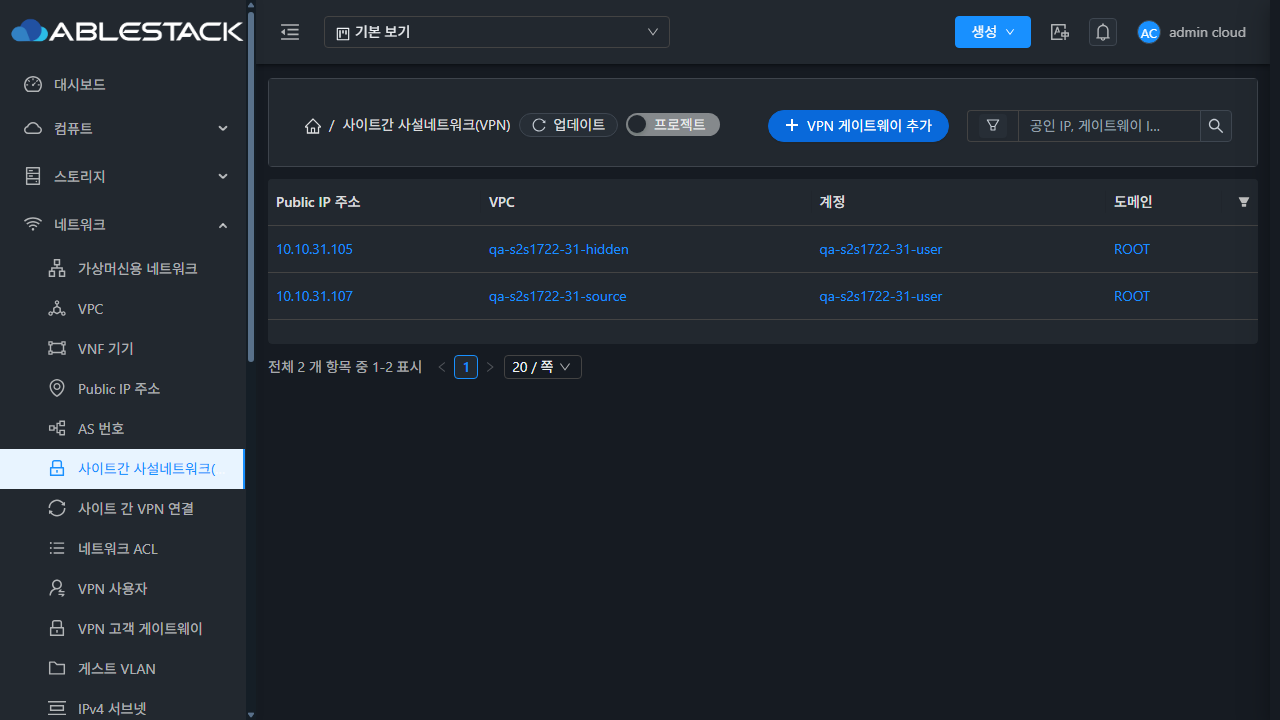 ABLESTACK
기본 보기
생성
AC
admin cloud
대시보드
컴퓨트
스토리지
네트워크
가상머신용 네트워크
VPC
VNF 기기
Public IP 주소
AS 번호
사이트간 사설네트워크(
사이트 간 VPN 연결
네트워크 ACL
VPN 사용자
VPN 고객 게이트웨이
게스트 VLAN
IPv4 서브넷
/ 사이트간 사설네트워크(VPN) 업데이트 프로젝트
+ VPN 게이트웨이 추가
공인 IP, 게이트웨이 I...
Public IP 주소 VPC 계정 도메인
10.10.31.105 qa-s2s1722-31-hidden qa-s2s1722-31-user ROOT
10.10.31.107 qa-s2s1722-31-source qa-s2s1722-31-user ROOT
전체 2 개 항목 중 1-2 표시 < 1 > 20 / 쪽